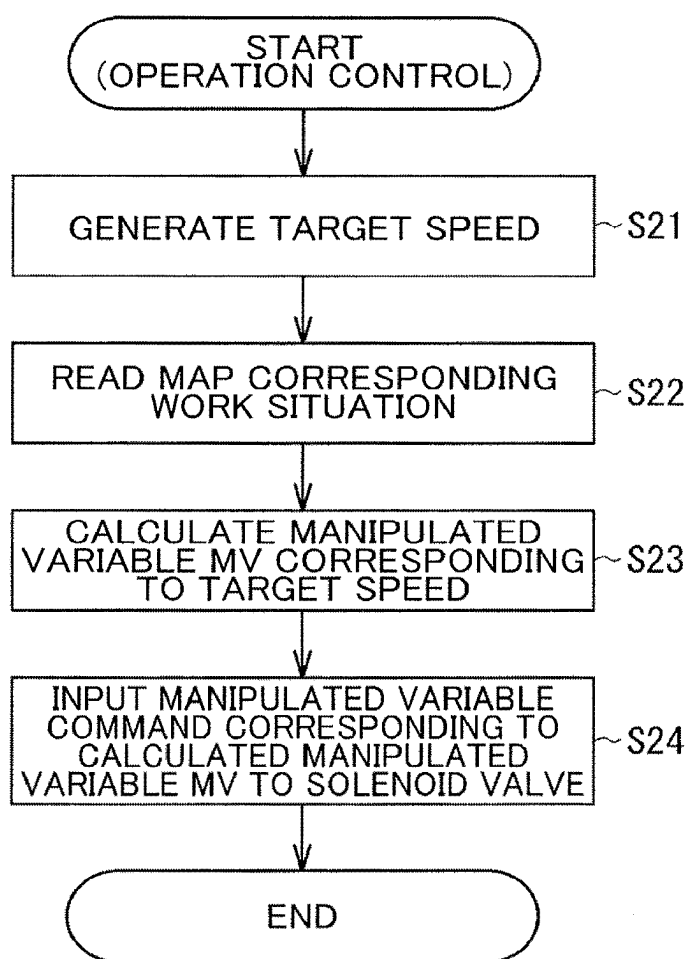 START
(OPERATION CONTROL)
GENERATE TARGET SPEED
S21
READ MAP CORRESPONDING
WORK SITUATION
S22
CALCULATE MANIPULATED
VARIABLE MV CORRESPONDING
TO TARGET SPEED
S23
INPUT MANIPULATED VARIABLE
COMMAND CORRESPONDING TO
CALCULATED MANIPULATED
VARIABLE MV TO SOLENOID VALVE
S24
END